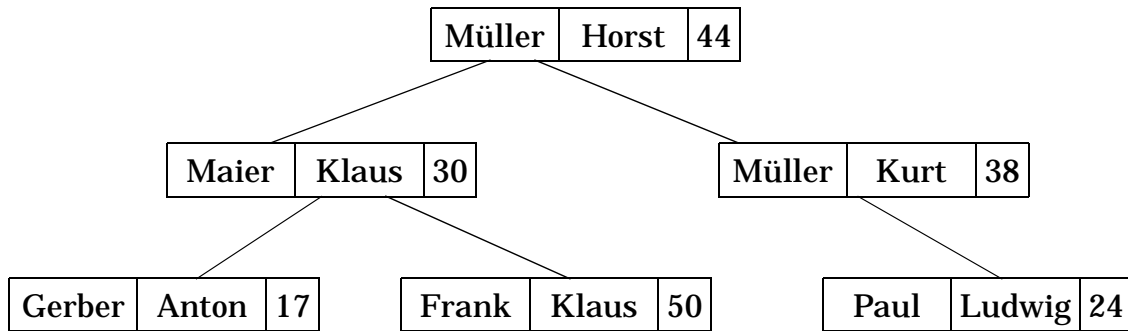 Müller Horst 44
Maier Klaus 30 Müller Kurt 38
Gerber Anton 17 Frank Klaus 50 Paul Ludwig 24